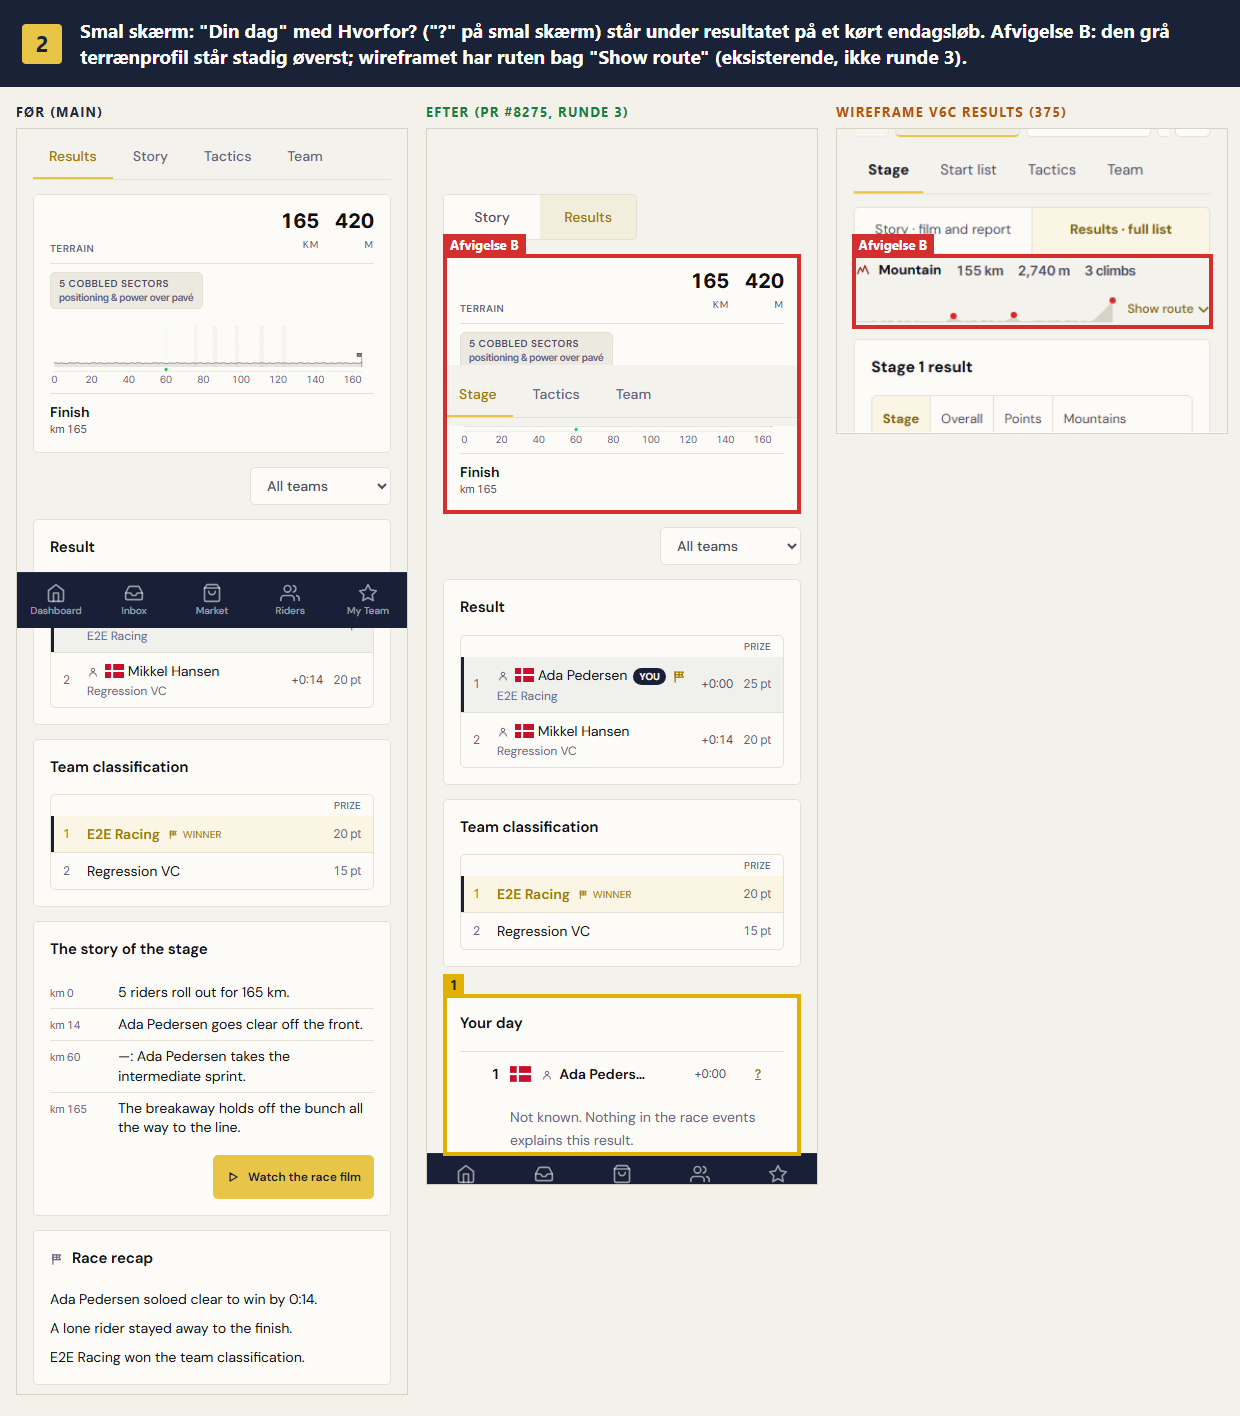 2
Smal skærm: "Din dag" med Hvorfor? ("?" på smal skærm) står under resultatet på et kørt endagsløb. Afvigelse B: den grå
terrænprofil står stadig øverst; wireframet har ruten bag "Show route" (eksisterende, ikke runde 3).
FØR (MAIN)
Results Story Tactics Team
165 420
KM M
TERRAIN
5 COBBLED SECTORS
positioning & power over pavé
0 20 40 60 80 100 120 140 160
Finish
km 165
All teams
Result
Dashboard Inbox Market Riders My Team
E2E Racing
2 Mikkel Hansen +0:14 20 pt
Regression VC
Team classification
PRIZE
1 E2E Racing WINNER 20 pt
2 Regression VC 15 pt
The story of the stage
km 0 5 riders roll out for 165 km.
km 14 Ada Pedersen goes clear off the front.
km 60 —: Ada Pedersen takes the
intermediate sprint.
km 165 The breakaway holds off the bunch all
the way to the line.
Watch the race film
Race recap
Ada Pedersen soloed clear to win by 0:14.
A lone rider stayed away to the finish.
E2E Racing won the team classification.
EFTER (PR #8275, RUNDE 3)
Story Results
Afvigelse B
165 420
KM M
TERRAIN
5 COBBLED SECTORS
positioning & power over pavé
Stage Tactics Team
0 20 40 60 80 100 120 140 160
Finish
km 165
All teams
Result
PRIZE
1 Ada Pedersen YOU +0:00 25 pt
E2E Racing
2 Mikkel Hansen +0:14 20 pt
Regression VC
Team classification
PRIZE
1 E2E Racing WINNER 20 pt
2 Regression VC 15 pt
1
Your day
1 Ada Peders... +0:00 ?
Not known. Nothing in the race events
explains this result.
WIREFRAME V6C RESULTS (375)
Stage Start list Tactics Team
Story · film and report Results · full list
Afvigelse B
Mountain 155 km 2,740 m 3 climbs
Show route
Stage 1 result
Stage Overall Points Mountains